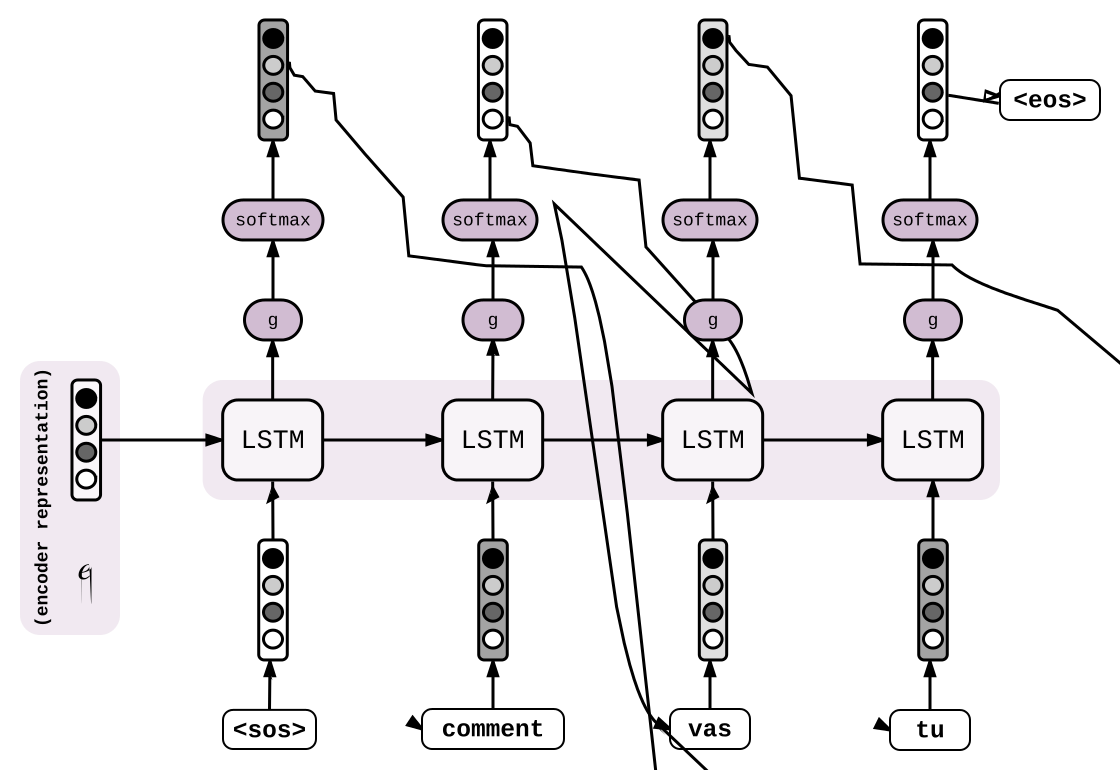 <eos>
softmax softmax softmax softmax
g g g g
(encoder representation)
LSTM LSTM LSTM LSTM
<sos> comment vas tu